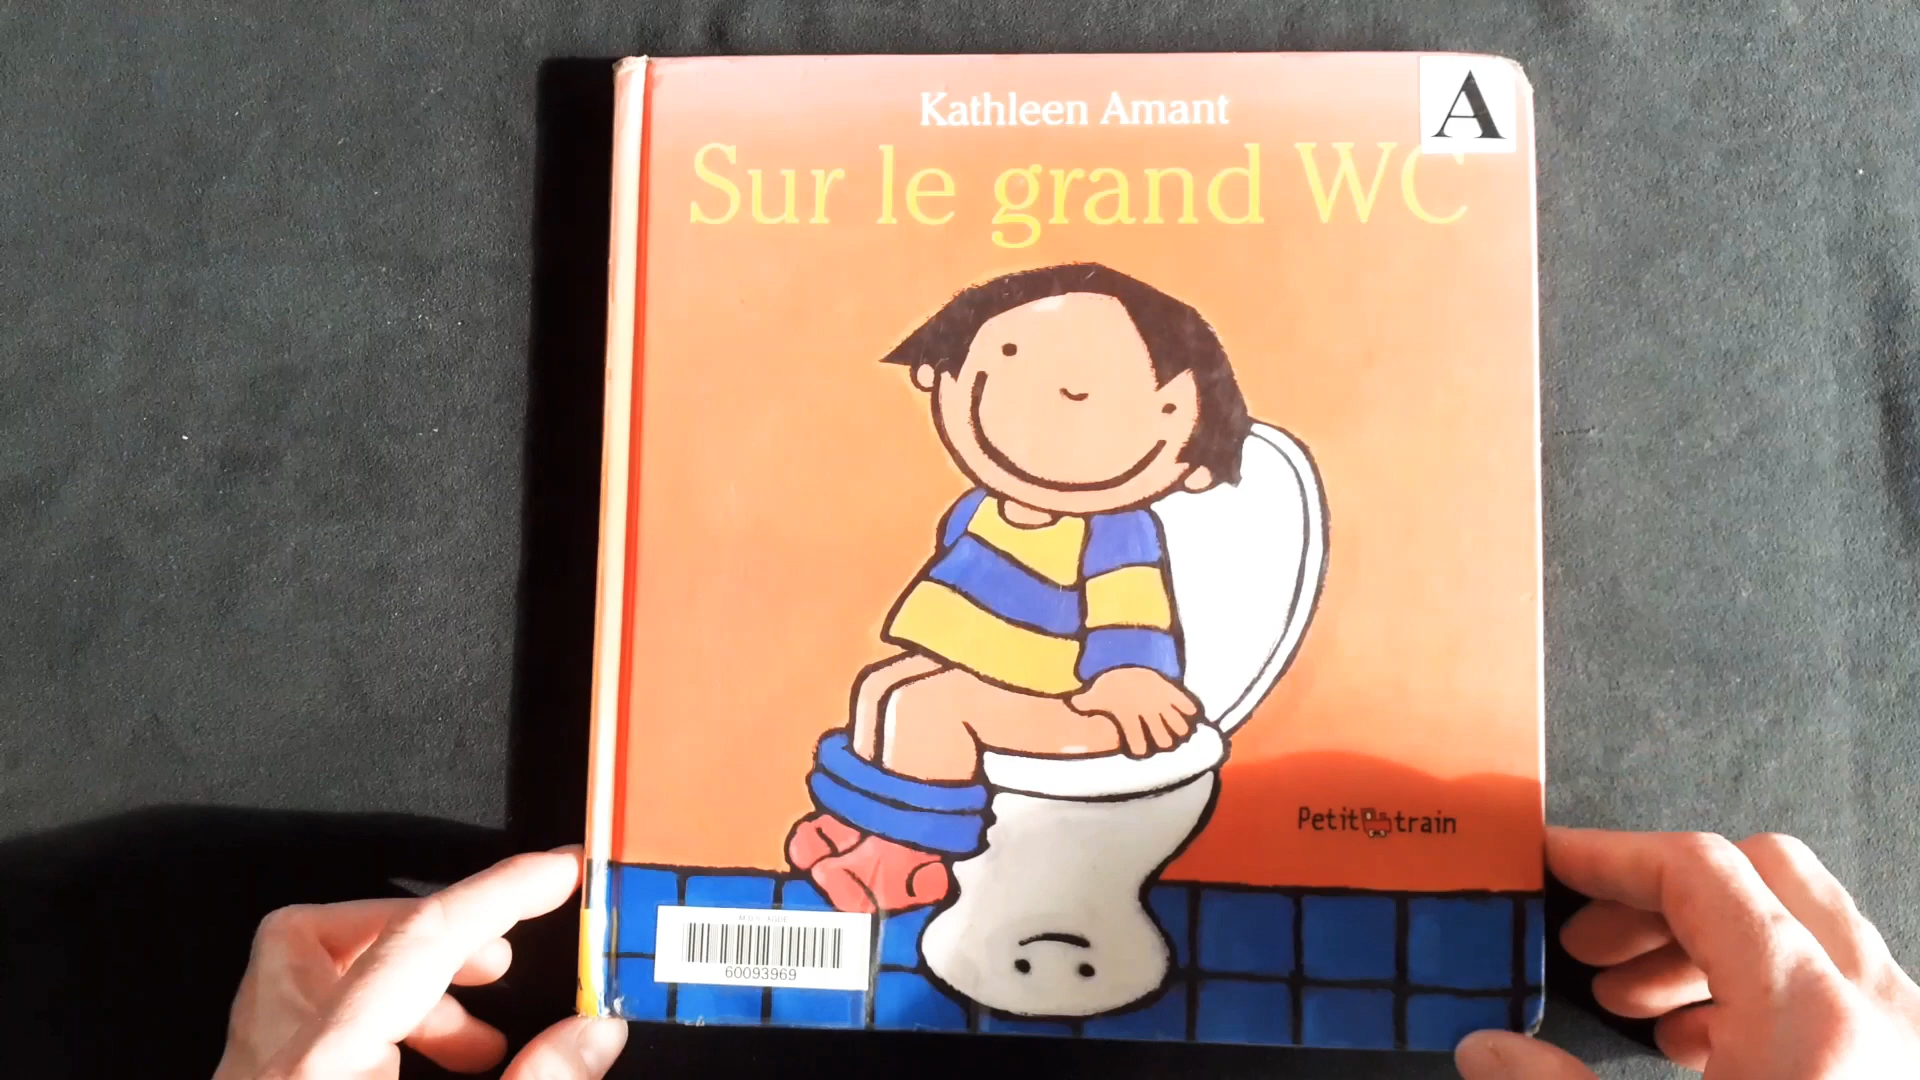 Kathleen Amant
A
Sur le grand WC
Petit train
60093969